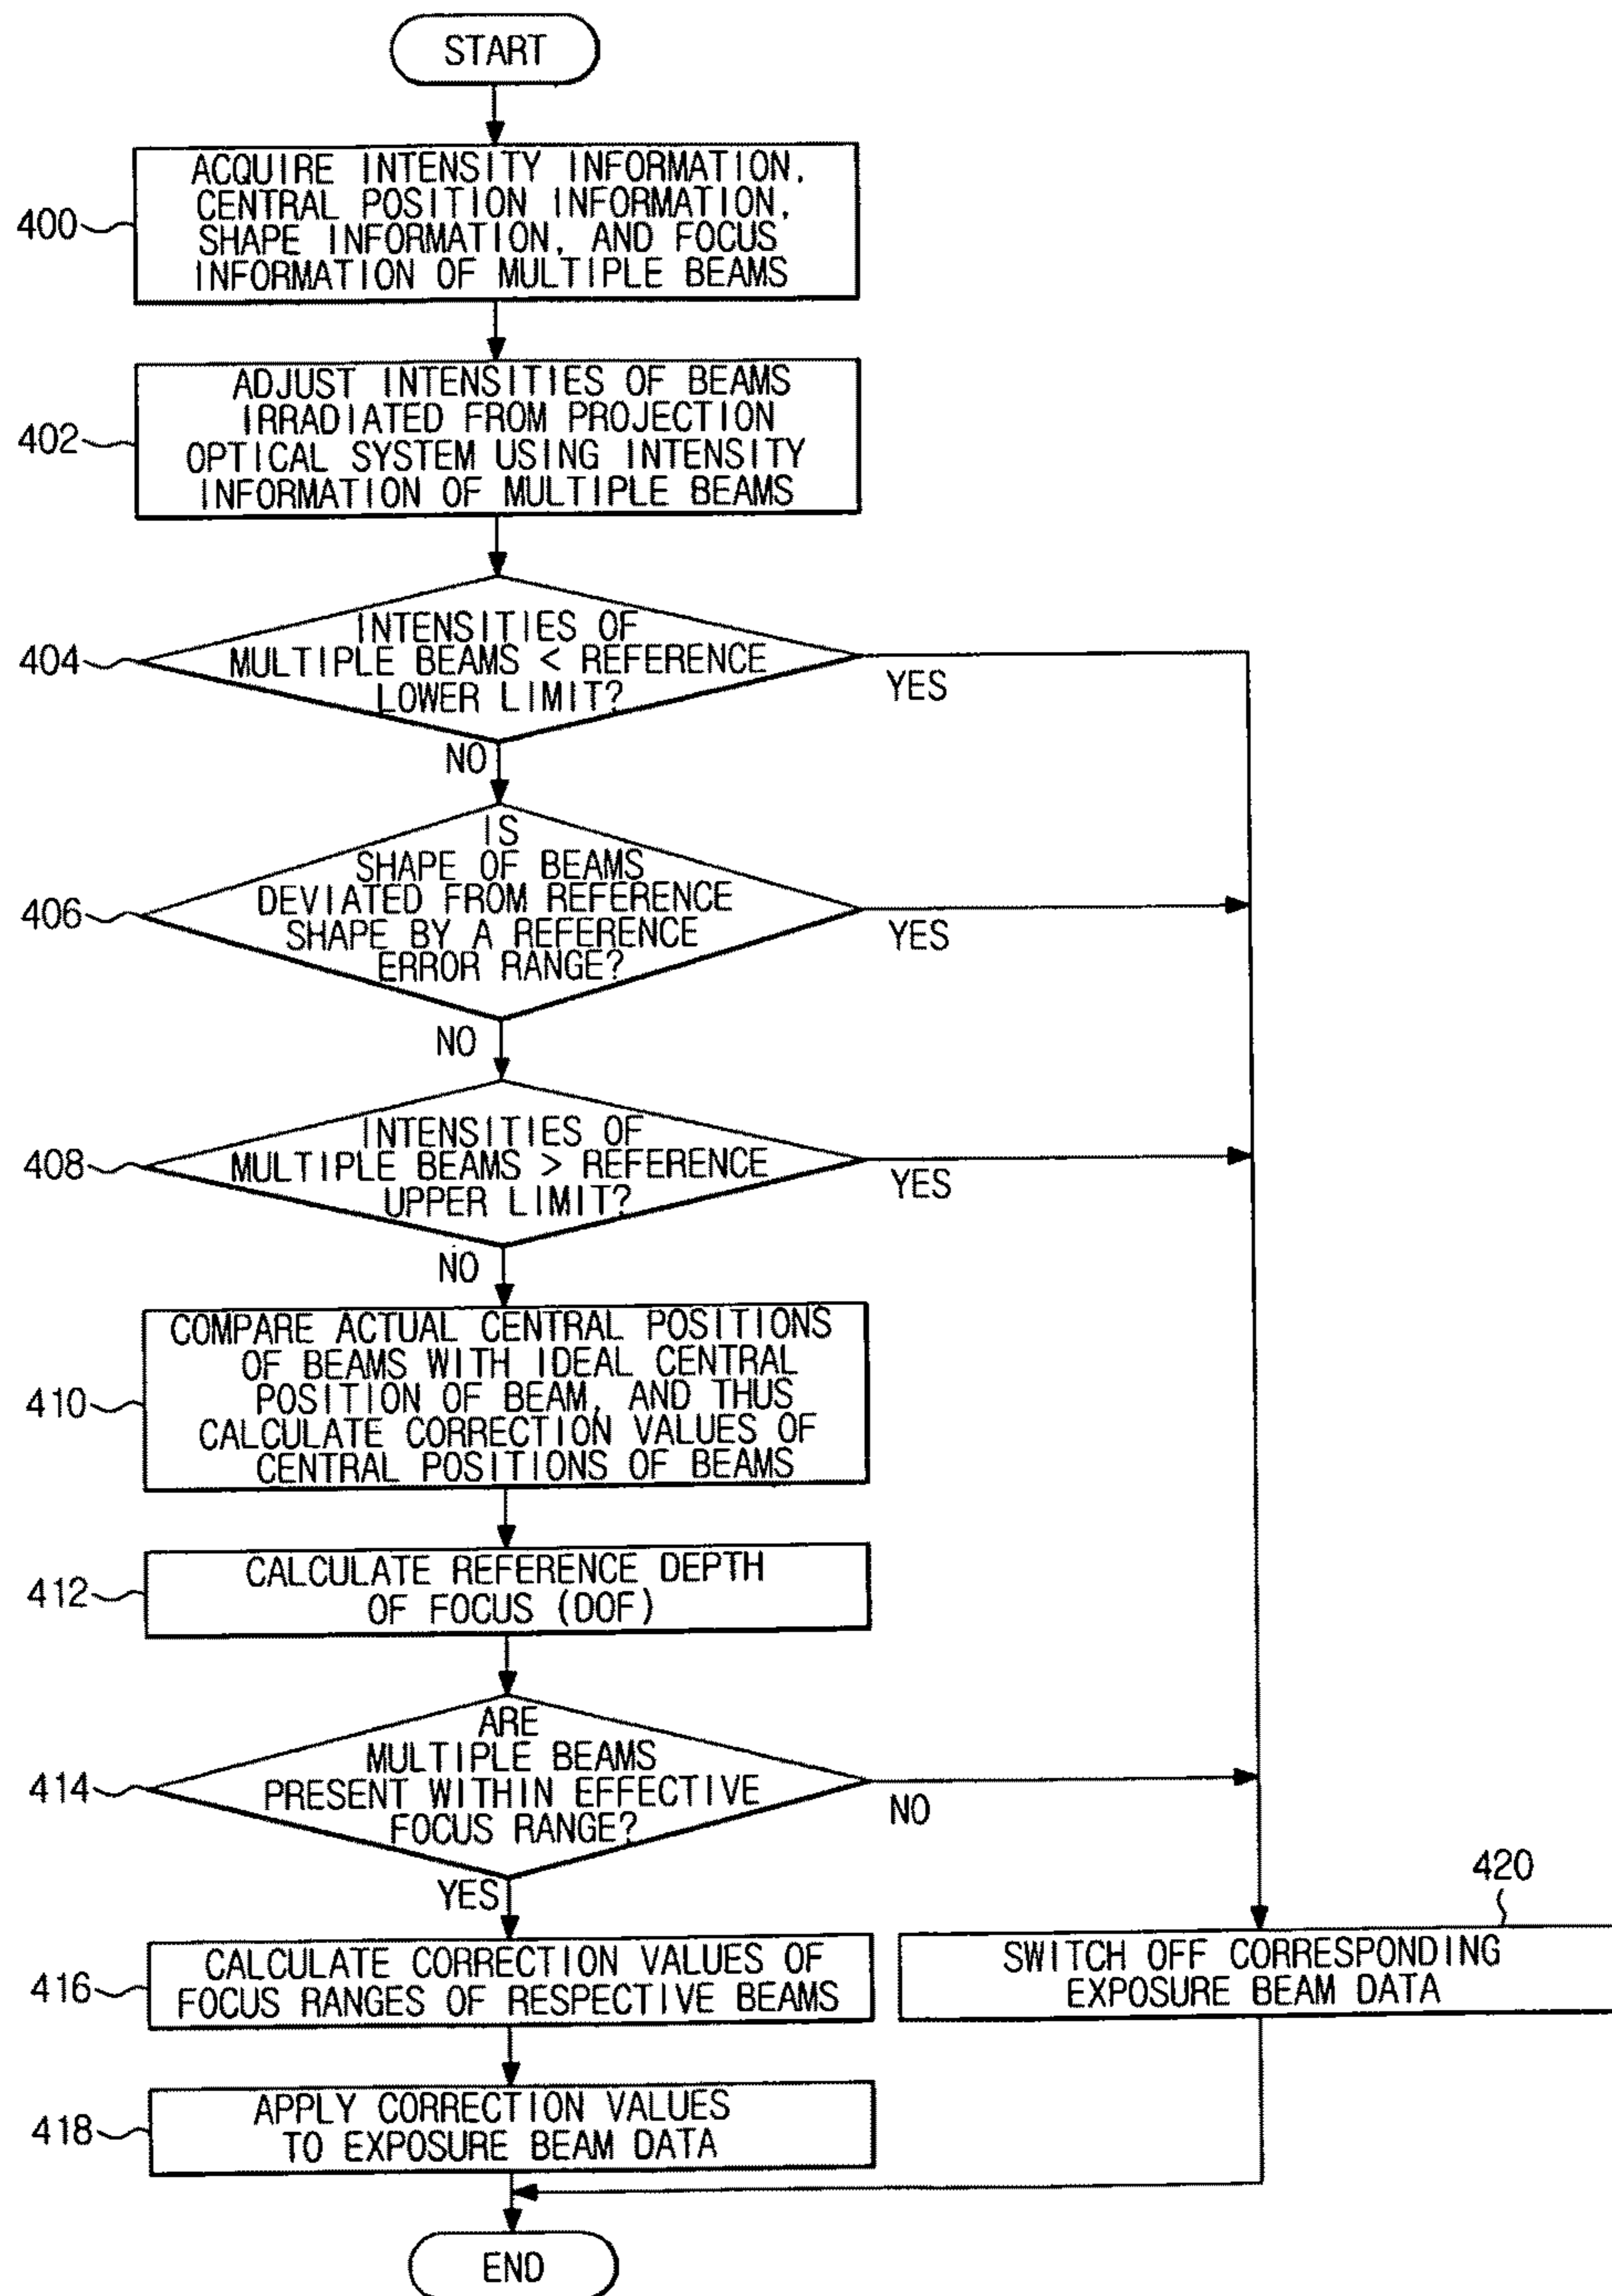 START
400
ACQUIRE INTENSITY INFORMATION,
CENTRAL POSITION INFORMATION,
SHAPE INFORMATION, AND FOCUS
INFORMATION OF MULTIPLE BEAMS
402
ADJUST INTENSITIES OF BEAMS
IRRADIATED FROM PROJECTION
OPTICAL SYSTEM USING INTENSITY
INFORMATION OF MULTIPLE BEAMS
404
INTENSITIES OF
MULTIPLE BEAMS < REFERENCE
LOWER LIMIT?
YES
NO
406
IS
SHAPE OF BEAMS
DEVIATED FROM REFERENCE
SHAPE BY A REFERENCE
ERROR RANGE?
YES
NO
408
INTENSITIES OF
MULTIPLE BEAMS > REFERENCE
UPPER LIMIT?
YES
NO
410
COMPARE ACTUAL CENTRAL POSITIONS
OF BEAMS WITH IDEAL CENTRAL
POSITION OF BEAM, AND THUS
CALCULATE CORRECTION VALUES OF
CENTRAL POSITIONS OF BEAMS
412
CALCULATE REFERENCE DEPTH
OF FOCUS (DOF)
414
ARE
MULTIPLE BEAMS
PRESENT WITHIN EFFECTIVE
FOCUS RANGE?
NO
YES
416
CALCULATE CORRECTION VALUES OF
FOCUS RANGES OF RESPECTIVE BEAMS
420
SWITCH OFF CORRESPONDING
EXPOSURE BEAM DATA
418
APPLY CORRECTION VALUES
TO EXPOSURE BEAM DATA
END